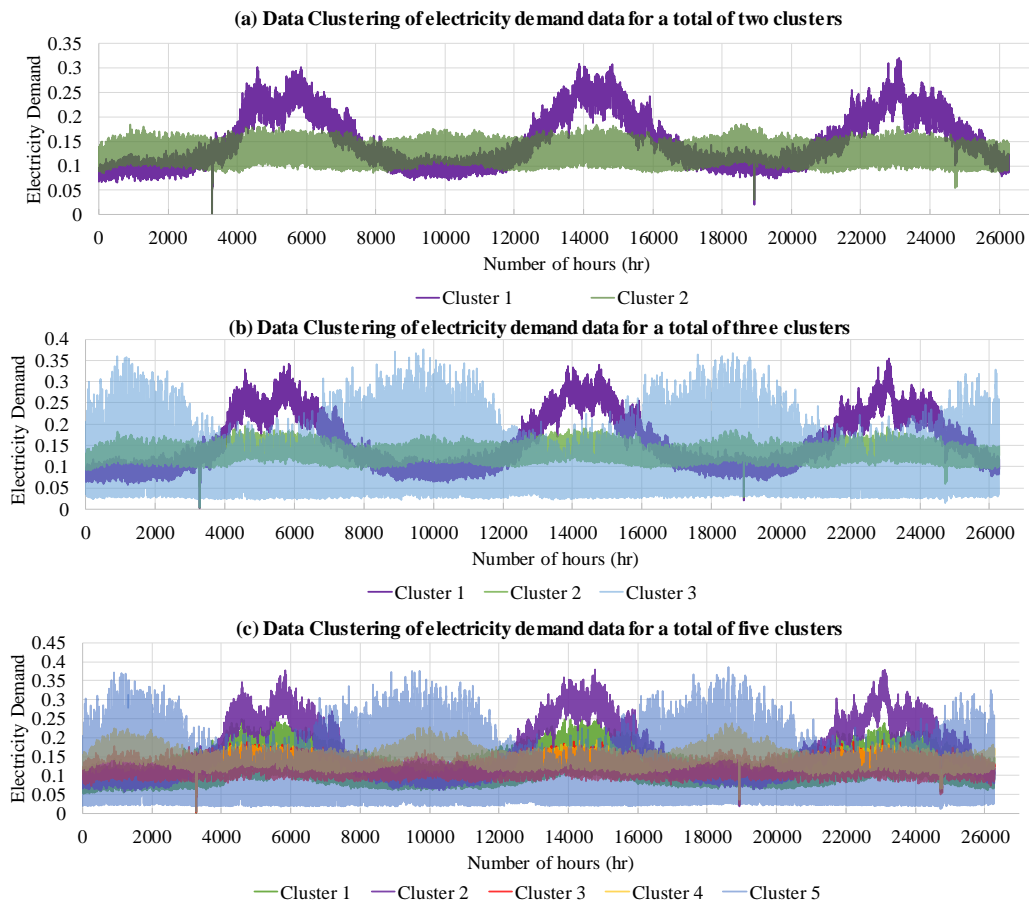 (a) Data Clustering of electricity demand data for a total of two clusters
0.35
0.3
0.25
0.2
0.15
0.1
0.05
0
Electricity Demand
0 2000 4000 6000 8000 10000 12000 14000 16000 18000 20000 22000 24000 26000
Number of hours (hr)
Cluster 1 Cluster 2
(b) Data Clustering of electricity demand data for a total of three clusters
0.4
0.35
0.3
0.25
0.2
0.15
0.1
0.05
0
Electricity Demand
0 2000 4000 6000 8000 10000 12000 14000 16000 18000 20000 22000 24000 26000
Number of hours (hr)
Cluster 1 Cluster 2 Cluster 3
(c) Data Clustering of electricity demand data for a total of five clusters
0.45
0.4
0.35
0.3
0.25
0.2
0.15
0.1
0.05
0
Electricity Demand
0 2000 4000 6000 8000 10000 12000 14000 16000 18000 20000 22000 24000 26000
Number of hours (hr)
Cluster 1 Cluster 2 Cluster 3 Cluster 4 Cluster 5